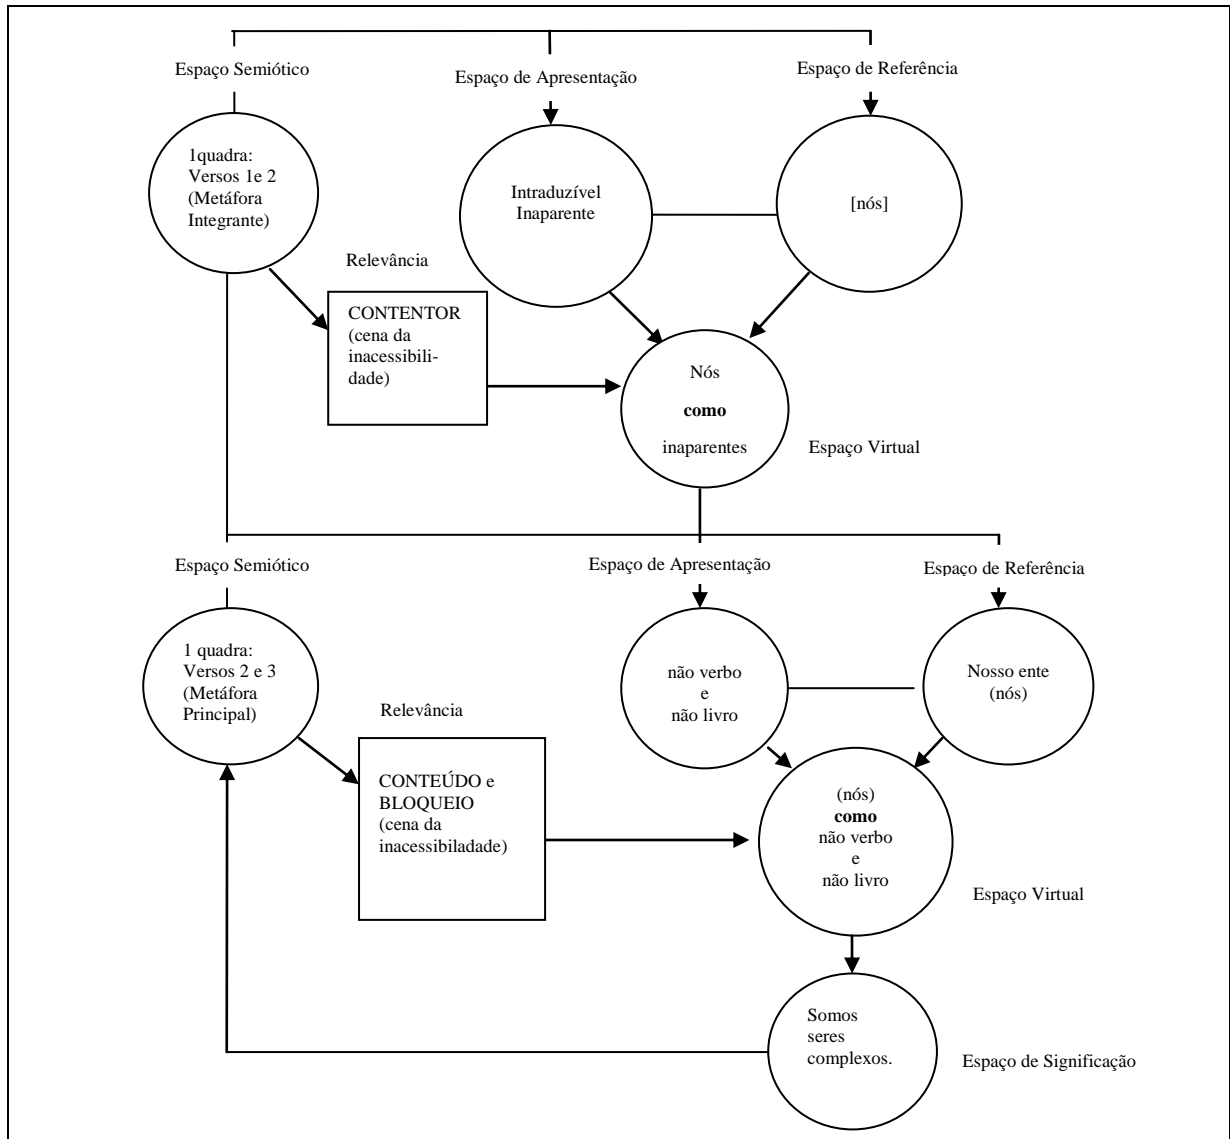 Espaço Semiótico
Espaço de Apresentação
Espaço de Referência
1quadra:
Versos 1e 2
(Metáfora
Integrante)
Intraduzível
Inaparente
[nós]
Relevância
CONTENTOR
(cena da
inacessibili-
dade)
Nós
como
inaparentes
Espaço Virtual
Espaço Semiótico
Espaço de Apresentação
Espaço de Referência
1 quadra:
Versos 2 e 3
(Metáfora
Principal)
não verbo
e
não livro
Nosso ente
(nós)
Relevância
CONTEÚDO e
BLOQUEIO
(cena da
inacessibiladade)
(nós)
como
não verbo
e
não livro
Espaço Virtual
Somos
seres
complexos.
Espaço de Significação